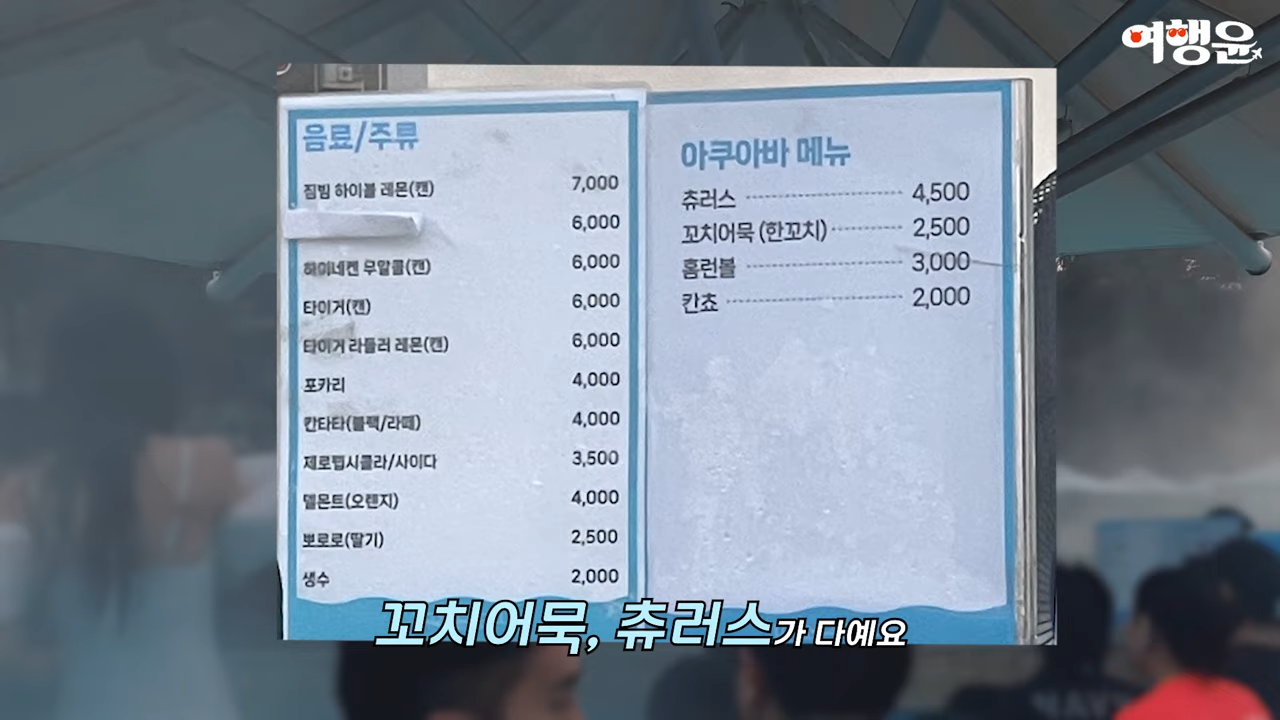 여행윤
음료/주류
짐빔 하이볼 레몬(캔) 7,000
6,000
하이네켄 무알콜(캔) 6,000
타이거(캔) 6,000
타이거 라들러 레몬(캔) 6,000
포카리 4,000
칸타타(블랙/라떼) 4,000
제로펩시콜라/사이다 3,500
델몬트(오렌지) 4,000
뽀로로(딸기) 2,500
생수 2,000
아쿠아바 메뉴
츄러스 4,500
꼬치어묵 (한꼬치) 2,500
홈런볼 3,000
칸쵸 2,000
꼬치어묵, 츄러스가 다예요